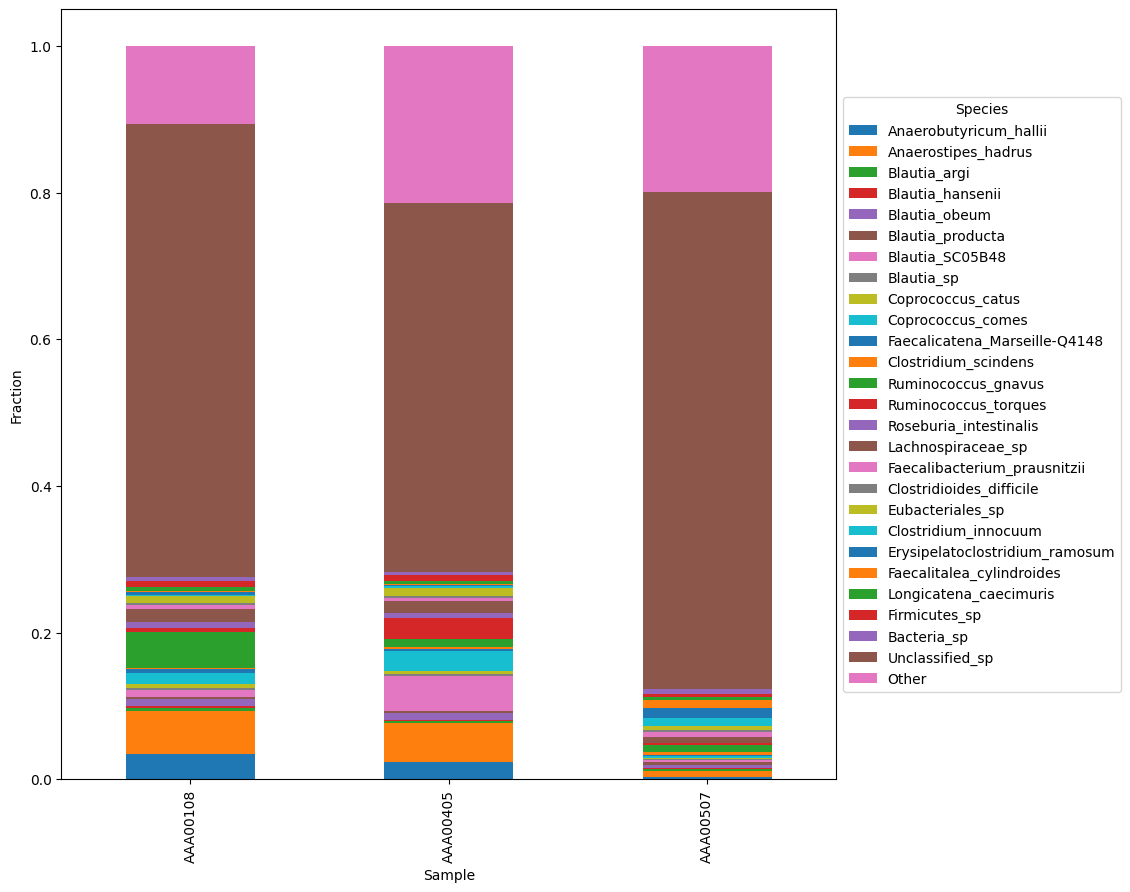 1.0
0.8
0.6
0.4
0.2
0.0
Fraction
AAA00108
AAA00405
AAA00507
Sample
Species
Anaerobutyricum_hallii
Anaerostipes_hadrus
Blautia_argi
Blautia_hansenii
Blautia_obeum
Blautia_producta
Blautia_SC05B48
Blautia_sp
Coprococcus_catus
Coprococcus_comes
Faecalicatena_Marseille-Q4148
Clostridium_scindens
Ruminococcus_gnavus
Ruminococcus_torques
Roseburia_intestinalis
Lachnospiraceae_sp
Faecalibacterium_prausnitzii
Clostridioides_difficile
Eubacteriales_sp
Clostridium_innocuum
Erysipelatoclostridium_ramosum
Faecalitalea_cylindroides
Longicatena_caecimuris
Firmicutes_sp
Bacteria_sp
Unclassified_sp
Other